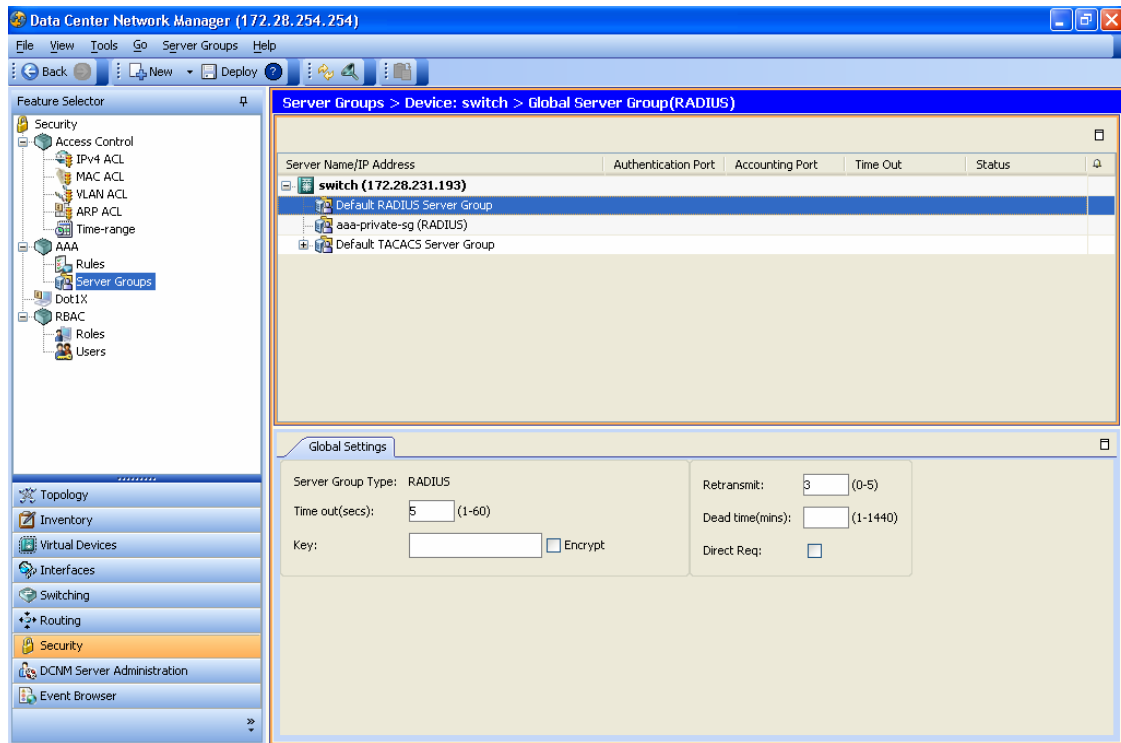 Data Center Network Manager (172.28.254.254)
File View Tools Go Server Groups Help
Back New Deploy ?
Feature Selector
Security
Access Control
IPv4 ACL
MAC ACL
VLAN ACL
ARP ACL
Time-range
AAA
Rules
Server Groups
Dot1X
RBAC
Roles
Users
Topology
Inventory
Virtual Devices
Interfaces
Switching
Routing
Security
DCNM Server Administration
Event Browser
Server Groups > Device: switch > Global Server Group(RADIUS)
Server Name/IP Address Authentication Port Accounting Port Time Out Status
switch (172.28.231.193)
Default RADIUS Server Group
aaa-private-sg (RADIUS)
Default TACACS Server Group
Global Settings
Server Group Type: RADIUS
Time out(secs): 5 (1-60)
Key: Encrypt
Retransmit: 3 (0-5)
Dead time(mins): (1-1440)
Direct Req: